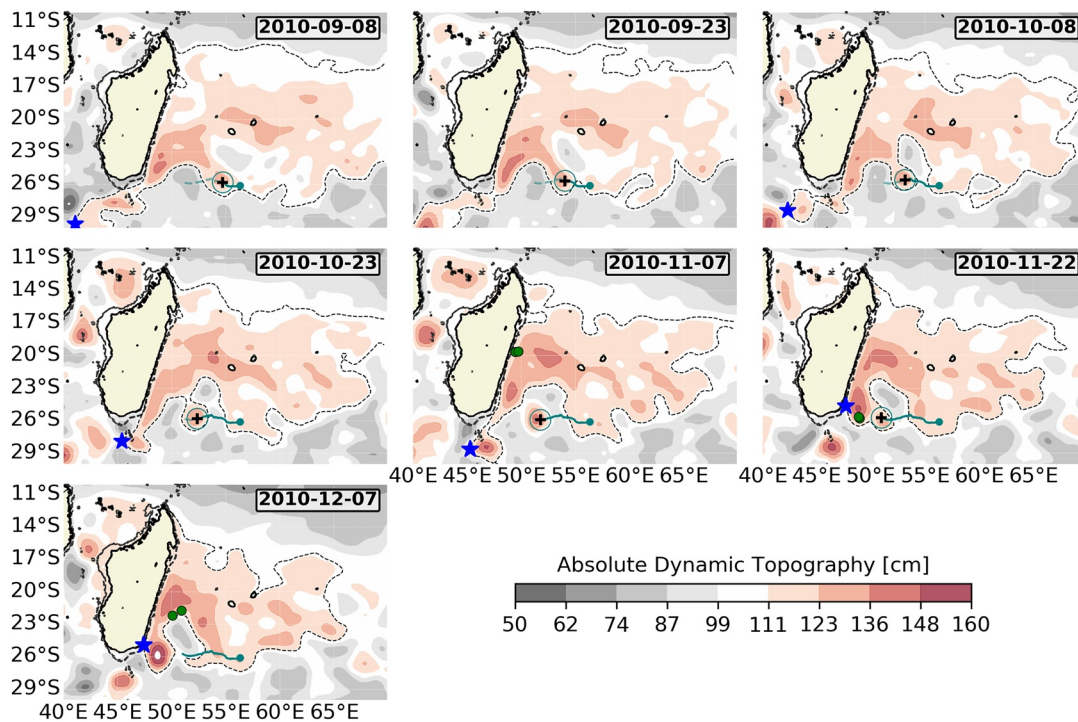 2010-09-08 2010-09-23 2010-10-08
11°S
14°S
17°S
20°S
23°S
26°S
29°S
2010-10-23 2010-11-07 2010-11-22
11°S
14°S
17°S
20°S
23°S
26°S
29°S
40°E 45°E 50°E 55°E 60°E 65°E 40°E 45°E 50°E 55°E 60°E 65°E
2010-12-07
11°S
14°S
17°S
20°S
23°S
26°S
29°S
40°E 45°E 50°E 55°E 60°E 65°E
Absolute Dynamic Topography [cm]
50 62 74 87 99 111 123 136 148 160